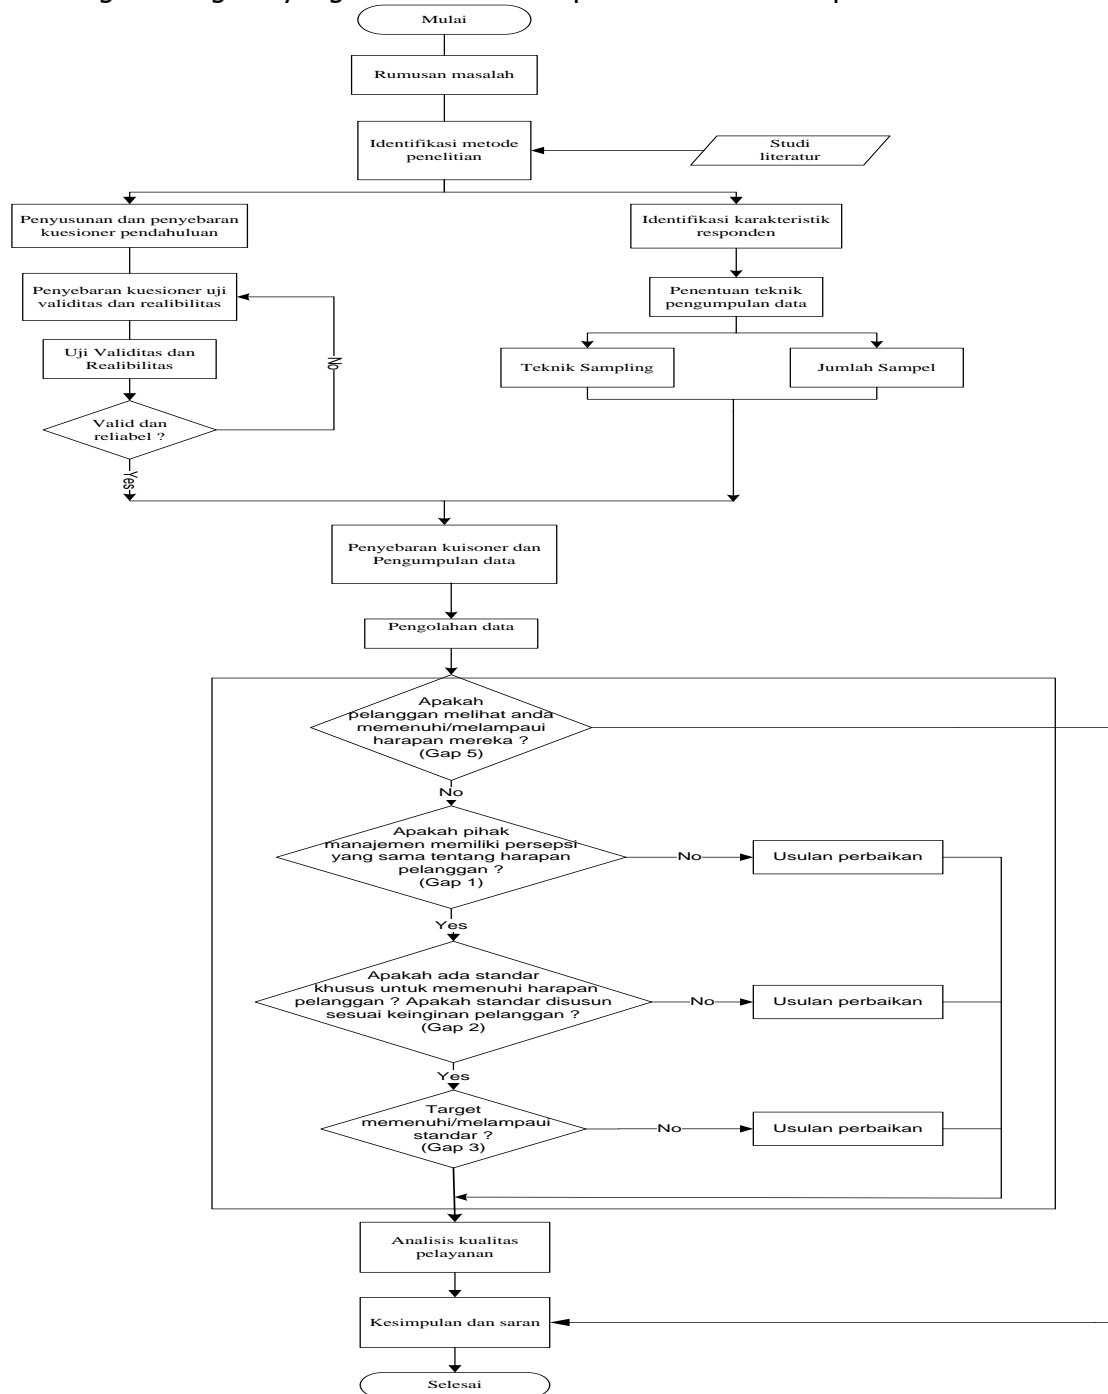 Mulai
Rumusan masalah
Identifikasi metode
penelitian
Studi
literatur
Penyusunan dan penyebaran
kuesioner pendahuluan
Identifikasi karakteristik
responden
Penyebaran kuesioner uji
validitas dan realibilitas
Penentuan teknik
pengumpulan data
Uji Validitas dan
Realibilitas
No
Teknik Sampling
Jumlah Sampel
Valid dan
reliabel ?
Yes
Penyebaran kuisoner dan
Pengumpulan data
Pengolahan data
Apakah
pelanggan melihat anda
memenuhi/melampaui
harapan mereka ?
(Gap 5)
No
Apakah pihak
manajemen memiliki persepsi
yang sama tentang harapan
pelanggan ?
(Gap 1)
No
Usulan perbaikan
Yes
Apakah ada standar
khusus untuk memenuhi harapan
pelanggan ? Apakah standar disusun
sesuai keinginan pelanggan ?
(Gap 2)
No
Usulan perbaikan
Yes
Target
memenuhi/melampaui
standar ?
(Gap 3)
No
Usulan perbaikan
Analisis kualitas
pelayanan
Kesimpulan dan saran
Selesai